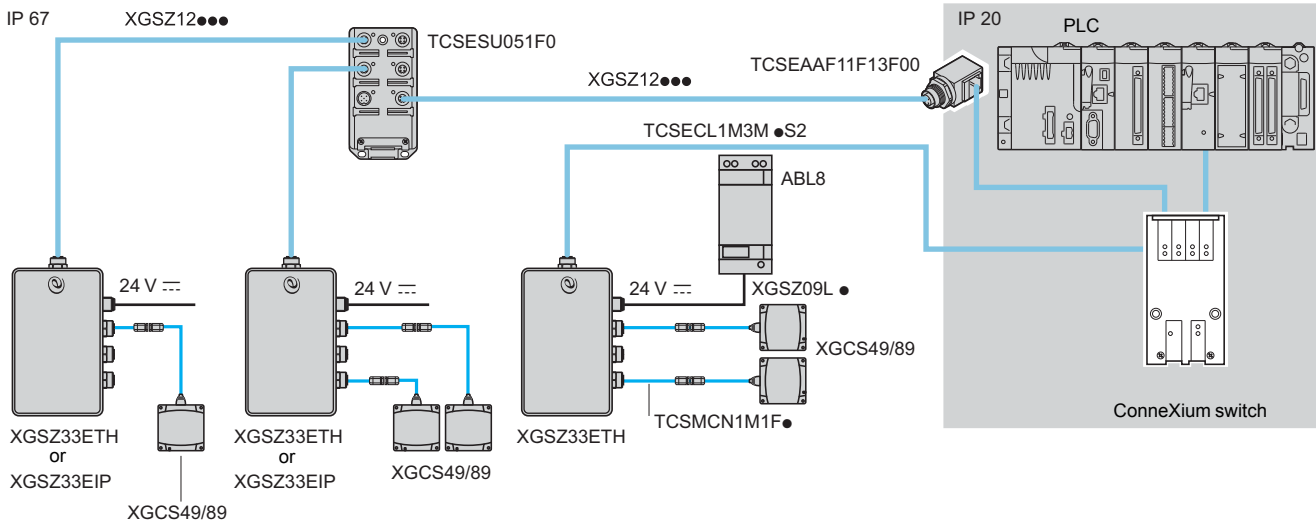 IP 67
XGSZ12●●●
TCSESU051F0
XGSZ12●●●
TCSEAAF11F13F00
IP 20
PLC
TCSECL1M3M ●S2
ABL8
24 V
24 V
24 V
XGSZ09L ●
XGCS49/89
TCSMCN1M1F●
ConneXium switch
XGSZ33ETH
or
XGSZ33EIP
XGSZ33ETH
or
XGSZ33EIP
XGCS49/89
XGSZ33ETH
XGCS49/89